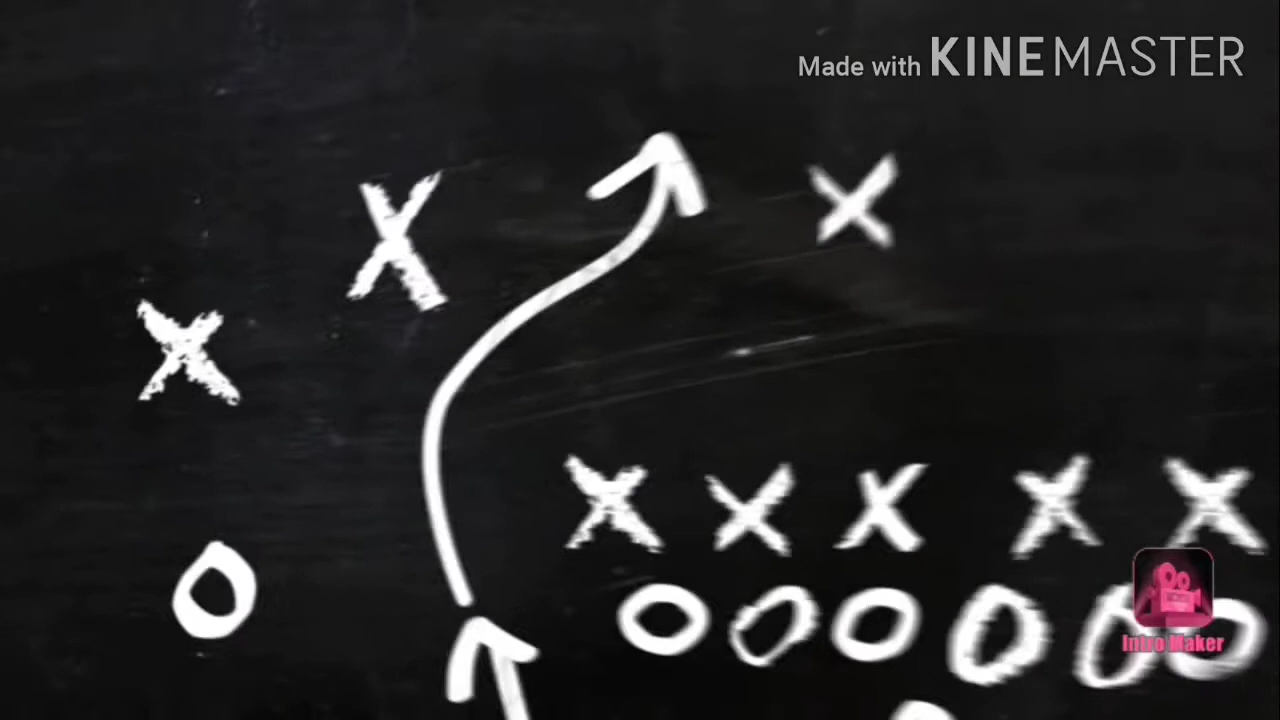 Made with KINEMASTER
X
X
X
X X X X X
O
O O O O O O
Intro Maker